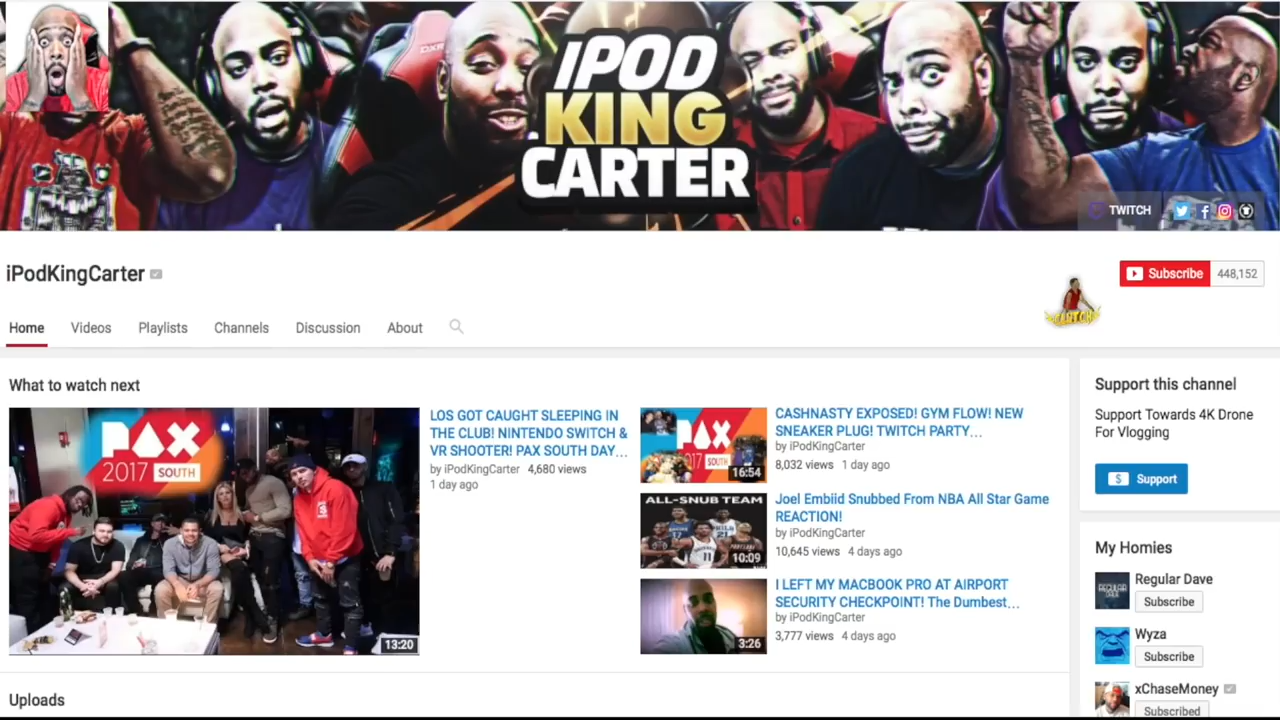 iPOD
KING
CARTER
DXR
TWITCH
iPodKingCarter
Subscribe 448,152
Home Videos Playlists Channels Discussion About
What to watch next
PAX
2017 SOUTH
13:20
LOS GOT CAUGHT SLEEPING IN
THE CLUB! NINTENDO SWITCH &
VR SHOOTER! PAX SOUTH DAY...
by iPodKingCarter 4,680 views
1 day ago
PAX
2017 SOUTH
16:54
CASHNASTY EXPOSED! GYM FLOW! NEW
SNEAKER PLUG! TWITCH PARTY...
by iPodKingCarter
8,032 views 1 day ago
ALL-SNUB TEAM
10:09
Joel Embiid Snubbed From NBA All Star Game
REACTION!
by iPodKingCarter
10,645 views 4 days ago
3:26
I LEFT MY MACBOOK PRO AT AIRPORT
SECURITY CHECKPOINT! The Dumbest...
by iPodKingCarter
3,777 views 4 days ago
Uploads
Support this channel
Support Towards 4K Drone
For Vlogging
$ Support
My Homies
REGULAR
DAVE
Regular Dave
Subscribe
Wyza
Subscribe
xChaseMoney
Subscribed